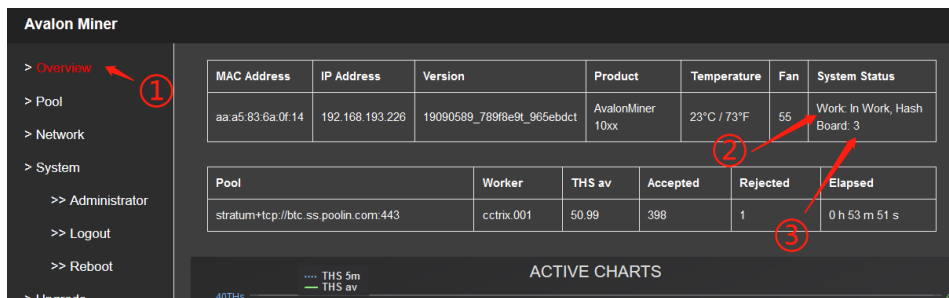 Avalon Miner
> Overview
①
> Pool
> Network
> System
>> Administrator
>> Logout
>> Reboot
> Upgrade
MAC Address IP Address Version Product Temperature Fan System Status
aa:a5:83:6a:0f:14 192.168.193.226 19090589_789f8e9t_965ebdct AvalonMiner 23°C / 73°F 55 Work: In Work, Hash
10xx Board: 3
②
Pool Worker THS av Accepted Rejected Elapsed
stratum+tcp://btc.ss.poolin.com:443 cctrix.001 50.99 398 1 0 h 53 m 51 s
③
ACTIVE CHARTS
THS 5m
THS av
40THs